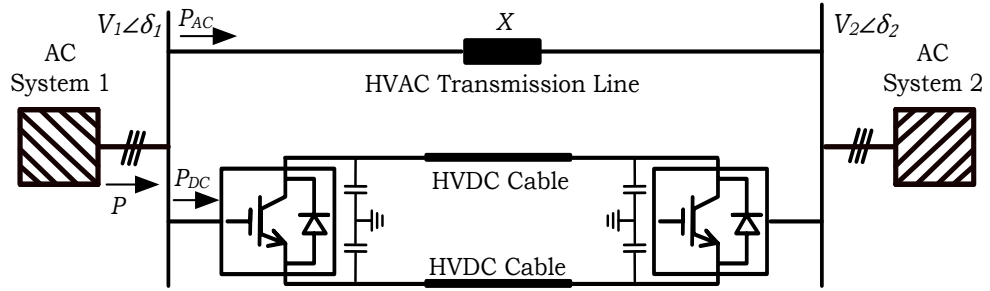 V1∠δ1
PAC
X
V2∠δ2
AC
System 1
HVAC Transmission Line
AC
System 2
P
PDC
HVDC Cable
HVDC Cable